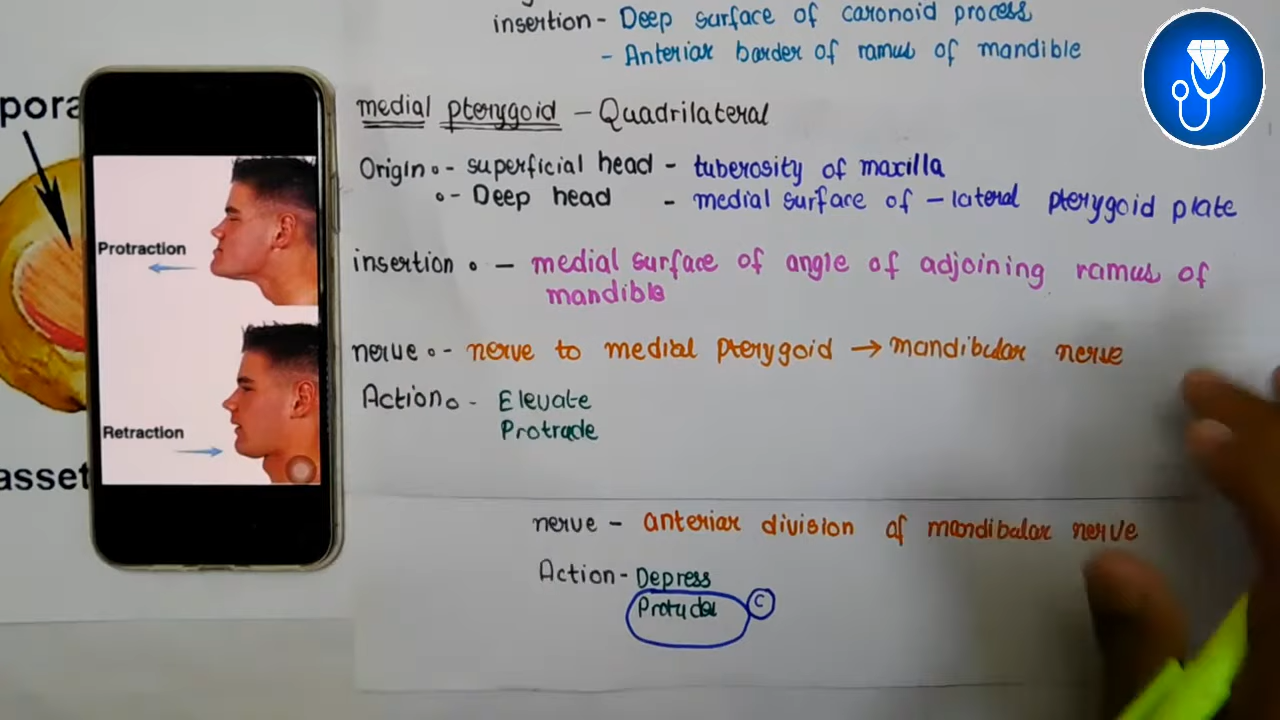 insertion - Deep surface of coronoid process
- Anterior border of ramus of mandible
medial pterygoid - Quadrilateral
Origin - superficial head - tuberosity of maxilla
- Deep head - medial surface of - lateral pterygoid plate
insertion - medial surface of angle of adjoining ramus of
mandible
nerve - nerve to medial pterygoid → mandibular nerve
Action - Elevate
Protrude
nerve - anterior division of mandibular nerve
Action - Depress
Protrude C
pora
Protraction
Retraction
asset